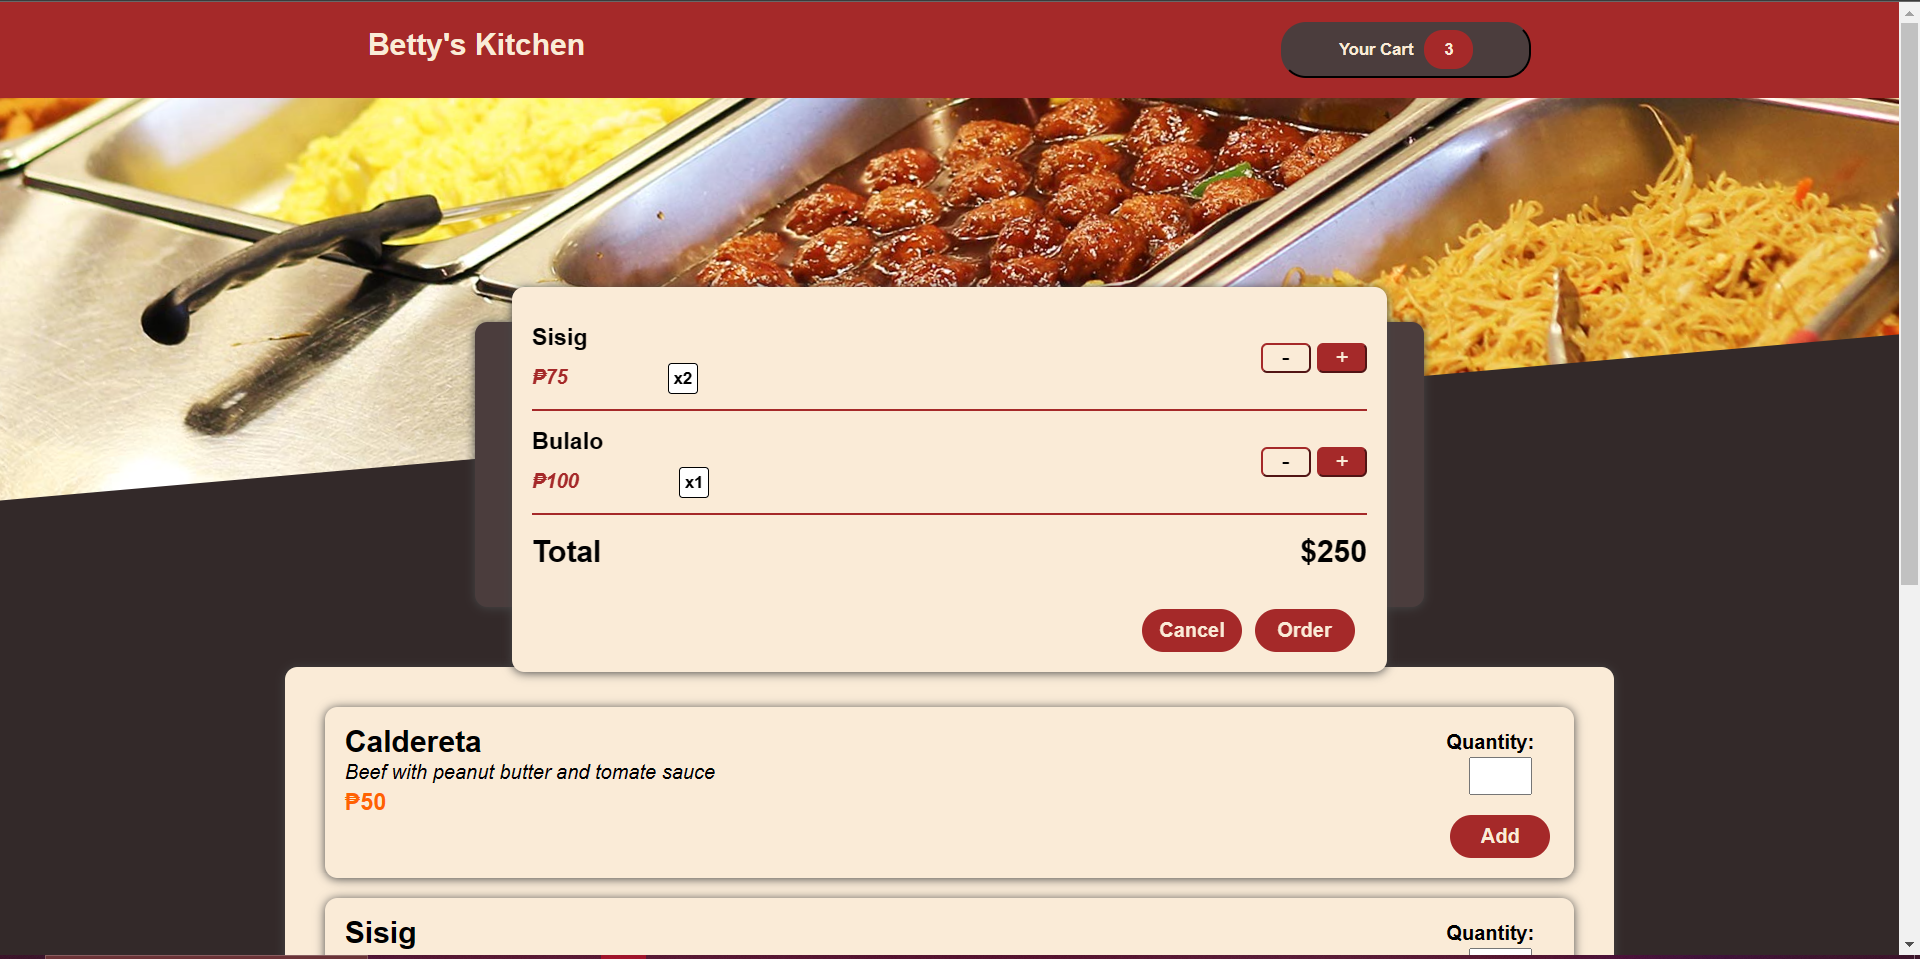 Betty's Kitchen
Your Cart 3
Sisig
₱75 x2
- +
Bulalo
₱100 x1
- +
Total $250
Cancel Order
Caldereta
Beef with peanut butter and tomate sauce
₱50
Quantity:
Add
Sisig
Quantity: